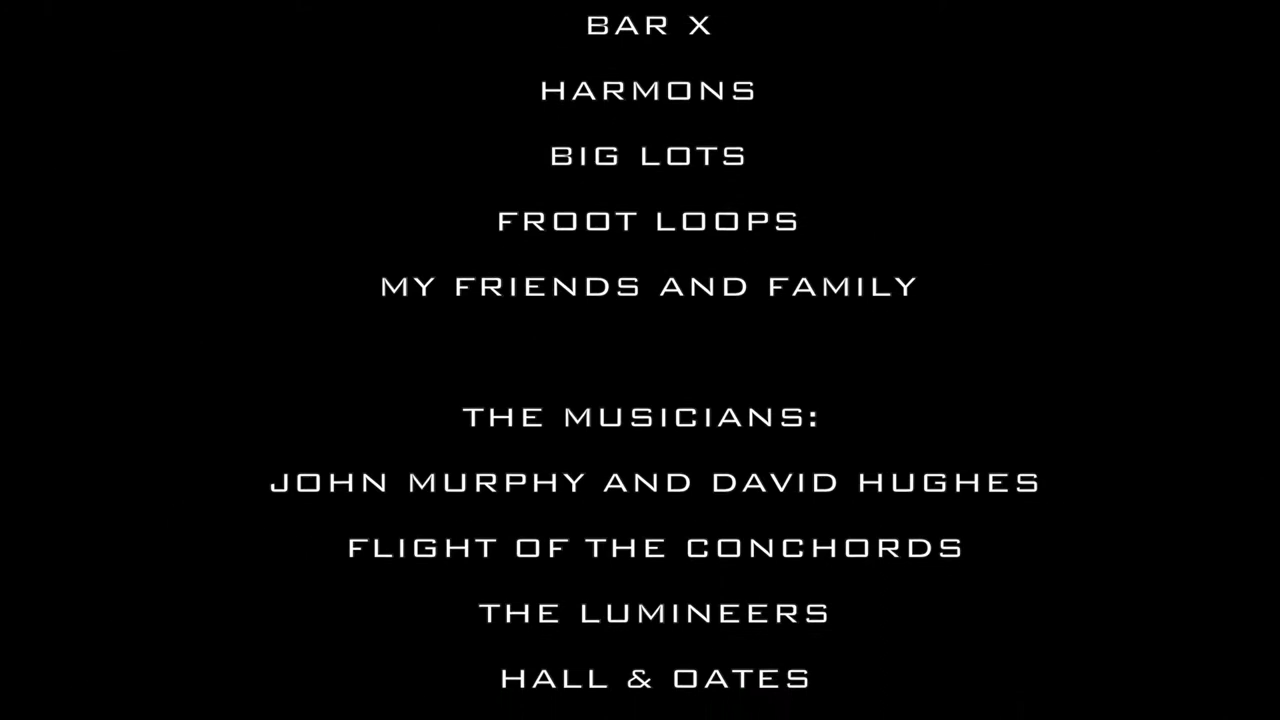 BAR X
HARMONS
BIG LOTS
FROOT LOOPS
MY FRIENDS AND FAMILY
THE MUSICIANS:
JOHN MURPHY AND DAVID HUGHES
FLIGHT OF THE CONCHORDS
THE LUMINEERS
HALL & OATES